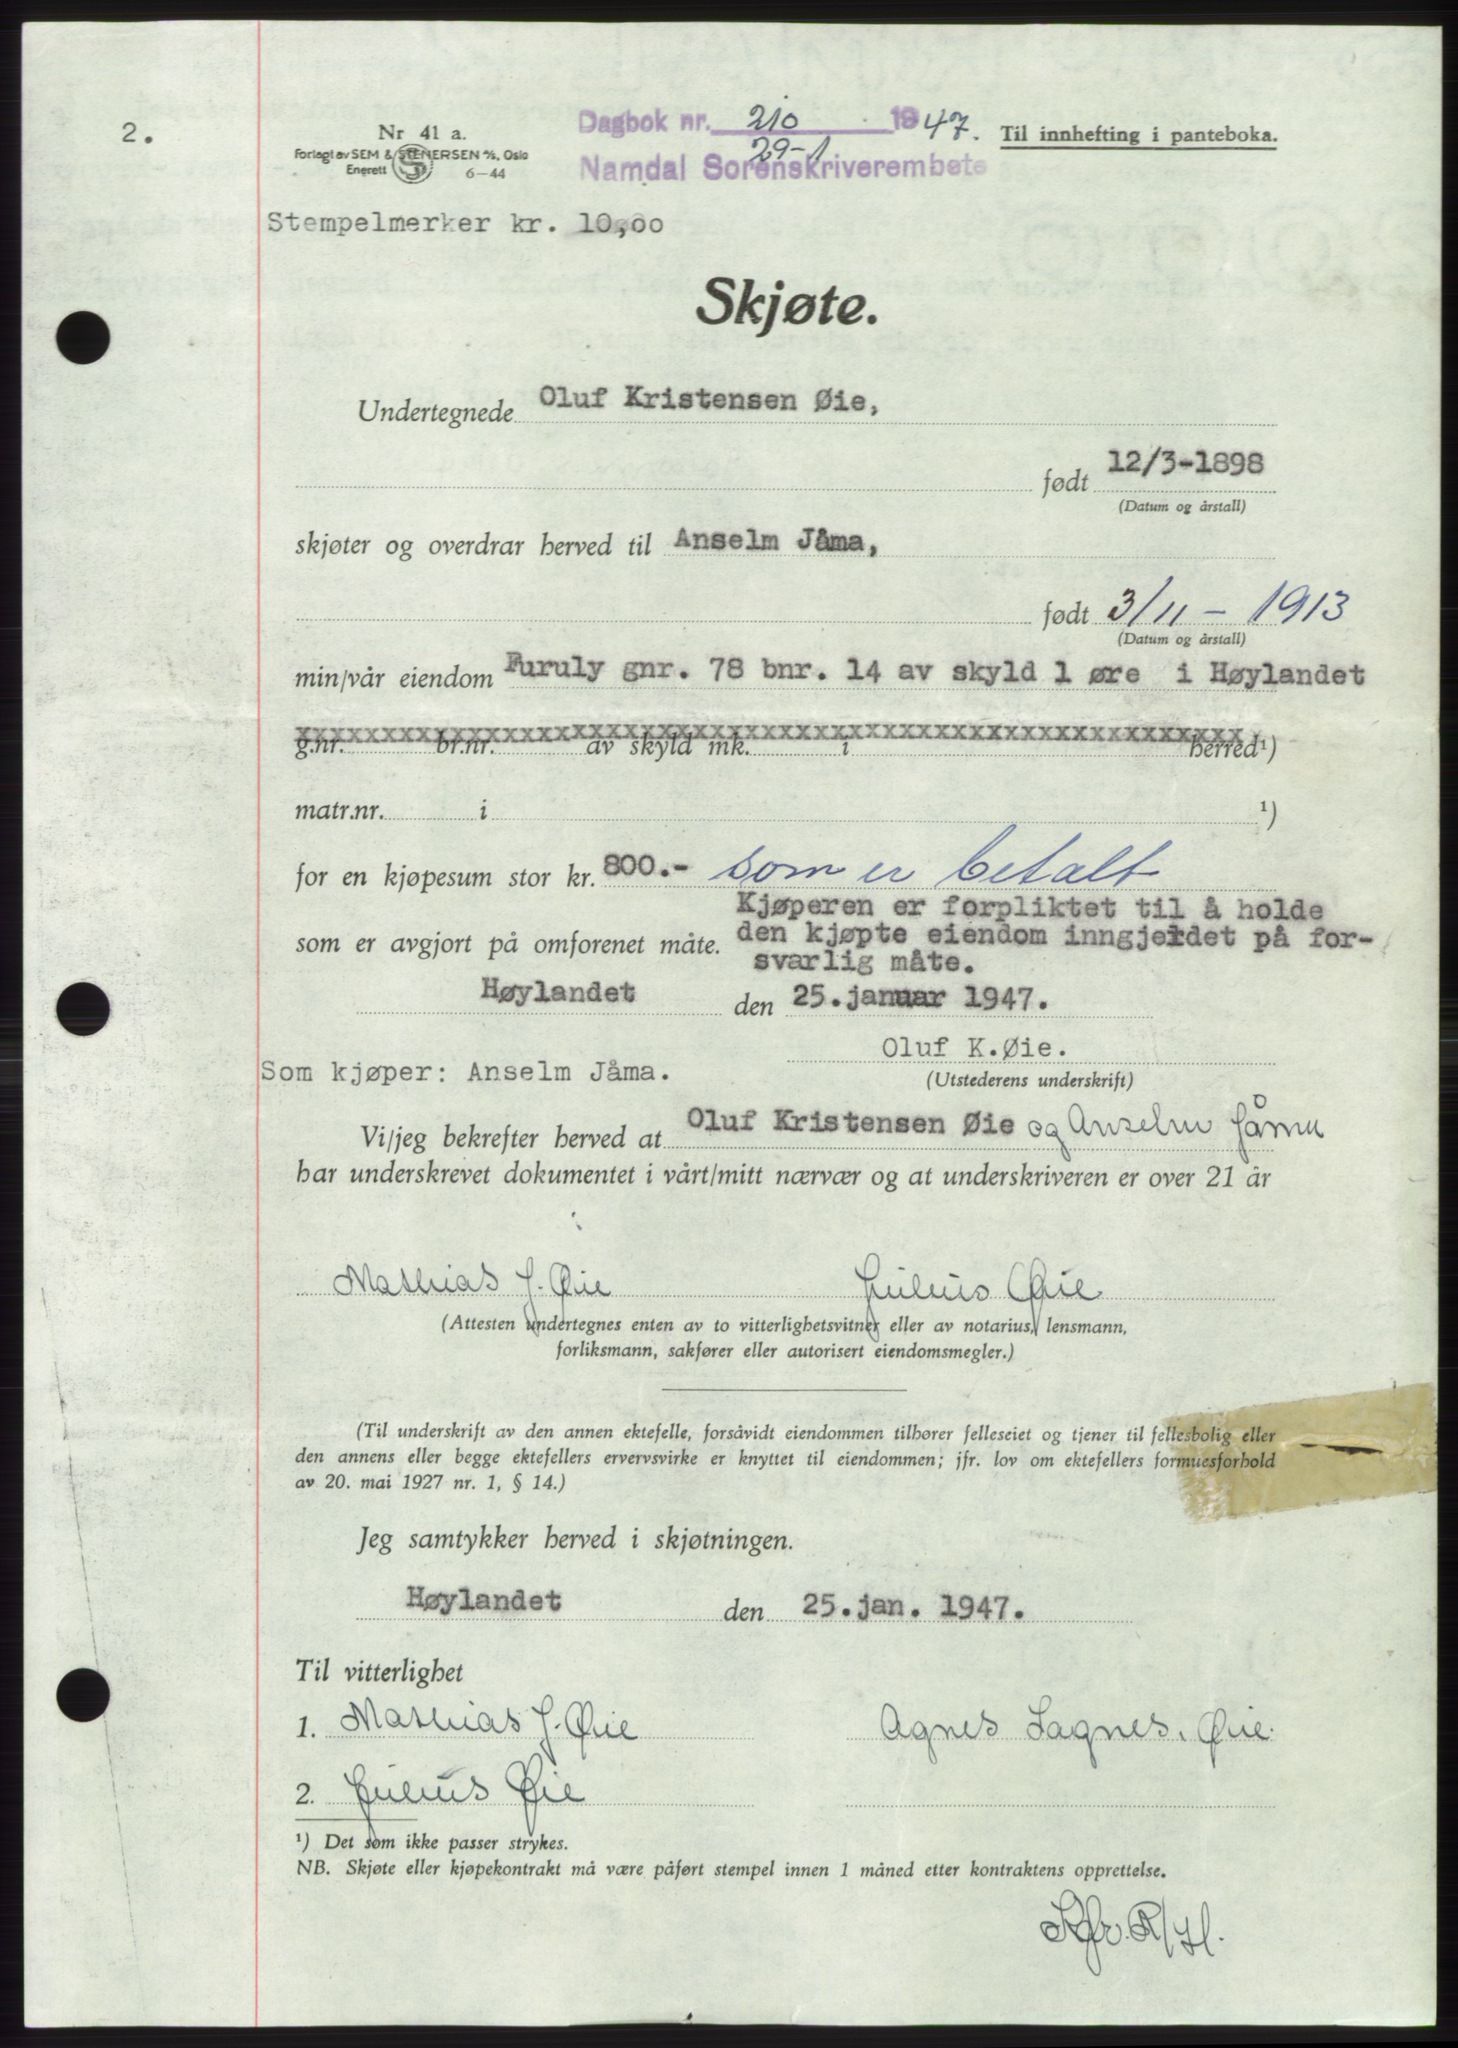 2.
Nr 41 a.
Forlagt av SEM & STENERSEN A/S, Oslo
Enerett 6-44
Dagbok nr. 210 1947.
29-1
Namdal Sorenskriverembete
Til innhefting i panteboka.
Stempelmerker kr. 10,00
Skjøte.
Undertegnede Oluf Kristensen Øie,
født 12/3-1898
(Datum og årstall)
skjøter og overdrar herved til Anselm Jåma,
født 3/11 - 1913
(Datum og årstall)
min/vår eiendom Furuly gnr. 78 bnr. 14 av skyld 1 øre i Høylandet
g.nr. br.nr. av skyld mk. i herred¹)
matr.nr. i ¹)
for en kjøpesum stor kr. 800.- som er betalt
som er avgjort på omforenet måte. Kjøperen er forpliktet til å holde
den kjøpte eiendom inngjerdet på for-
svarlig måte.
Høylandet den 25.januar 1947.
Oluf K.Øie.
Som kjøper: Anselm Jåma.
(Utstederens underskrift)
Vi/jeg bekrefter herved at Oluf Kristensen Øie og Anselm Jåma
har underskrevet dokumentet i vårt/mitt nærvær og at underskriveren er over 21 år
Mathias J. Øie Julius Øie
(Attesten undertegnes enten av to vitterlighetsvitner eller av notarius, lensmann,
forliksmann, sakfører eller autorisert eiendomsmegler.)
(Til underskrift av den annen ektefelle, forsåvidt eiendommen tilhører felleseiet og tjener til fellesbolig eller
den annens eller begge ektefellers ervervsvirke er knyttet til eiendommen; jfr. lov om ektefellers formuesforhold
av 20. mai 1927 nr. 1, § 14.)
Jeg samtykker herved i skjøtningen.
Høylandet den 25.jan. 1947.
Til vitterlighet
1. Mathias J. Øie Agnes Lagnes. Øie.
2. Julius Øie
¹) Det som ikke passer strykes.
NB. Skjøte eller kjøpekontrakt må være påført stempel innen 1 måned etter kontraktens opprettelse.